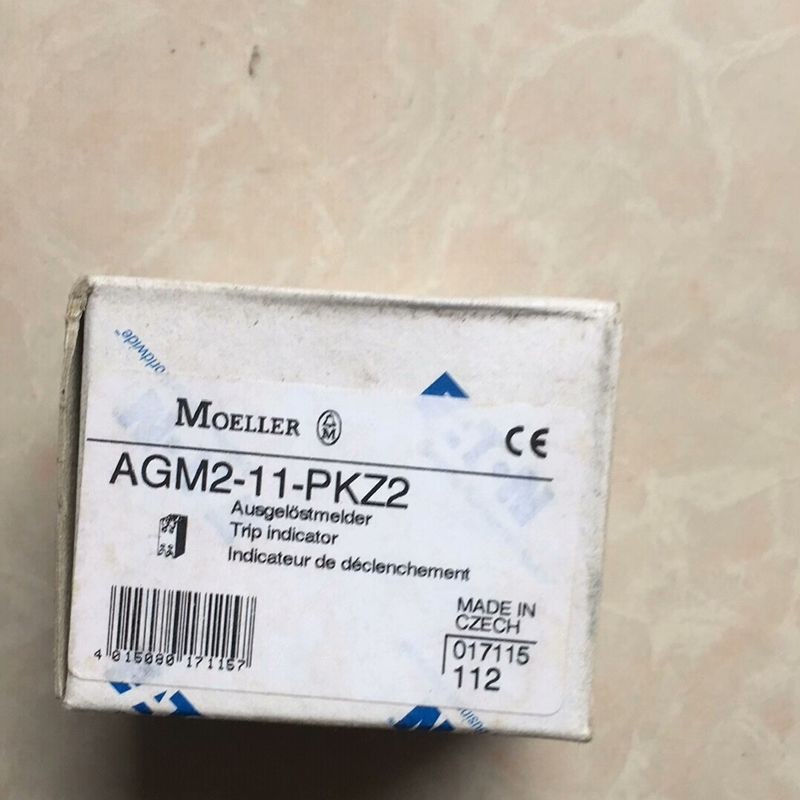 orldwide™
MOELLER
CE
AGM2-11-PKZ2
Ausgelöstmelder
Trip indicator
Indicateur de déclenchement
MADE IN
CZECH
017115
112
4 015080 171157